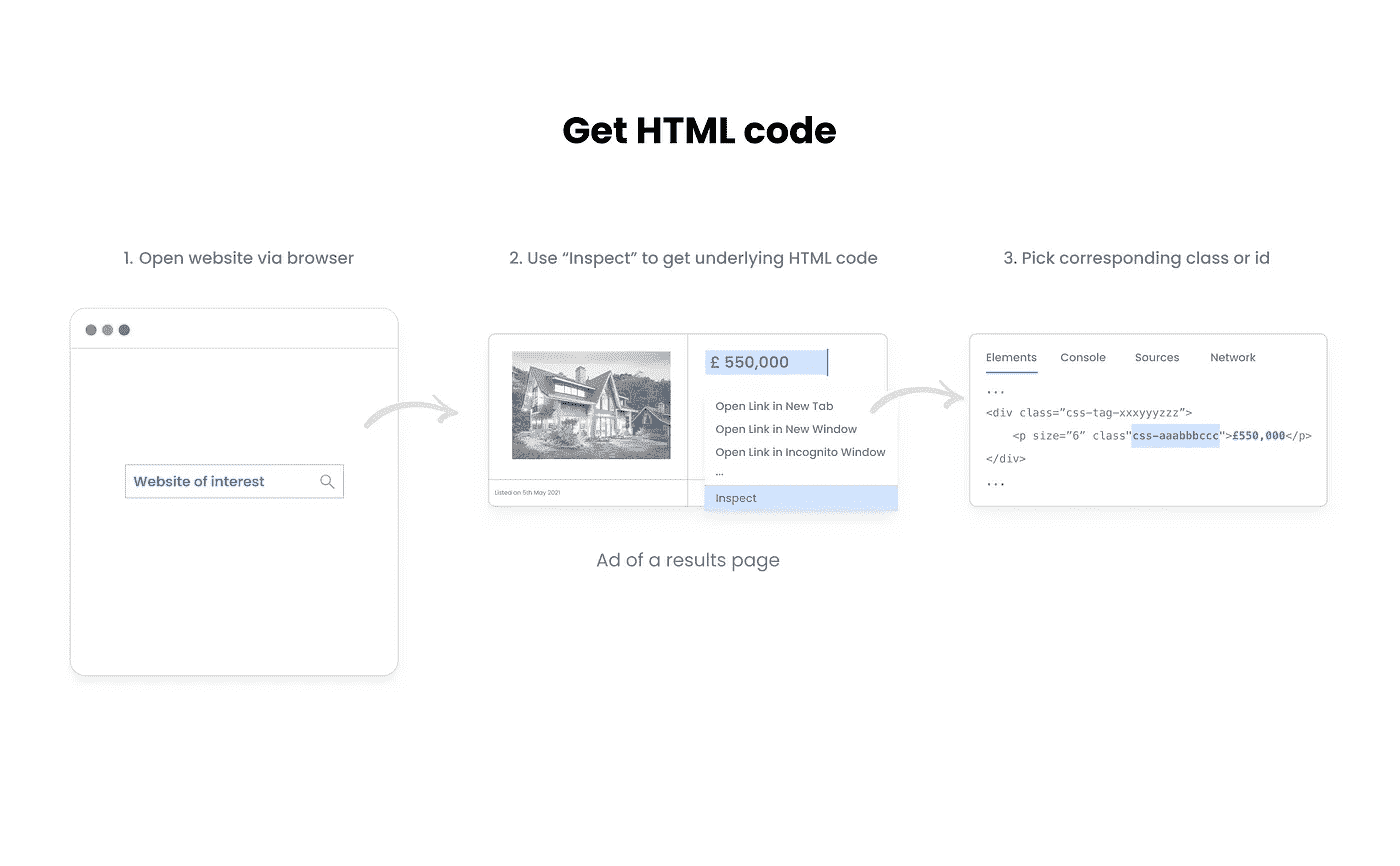 Get HTML code
1. Open website via browser
2. Use “Inspect” to get underlying HTML code
3. Pick corresponding class or id
Website of interest
£ 550,000
Open Link in New Tab
Open Link in New Window
Open Link in Incognito Window
...
Inspect
Listed on 5th May 2021
Ad of a results page
Elements Console Sources Network
...
<div class=”css-tag-xxxyyyzzz”>
<p size=”6” class"css-aaabbbccc">£550,000</p>
</div>
...